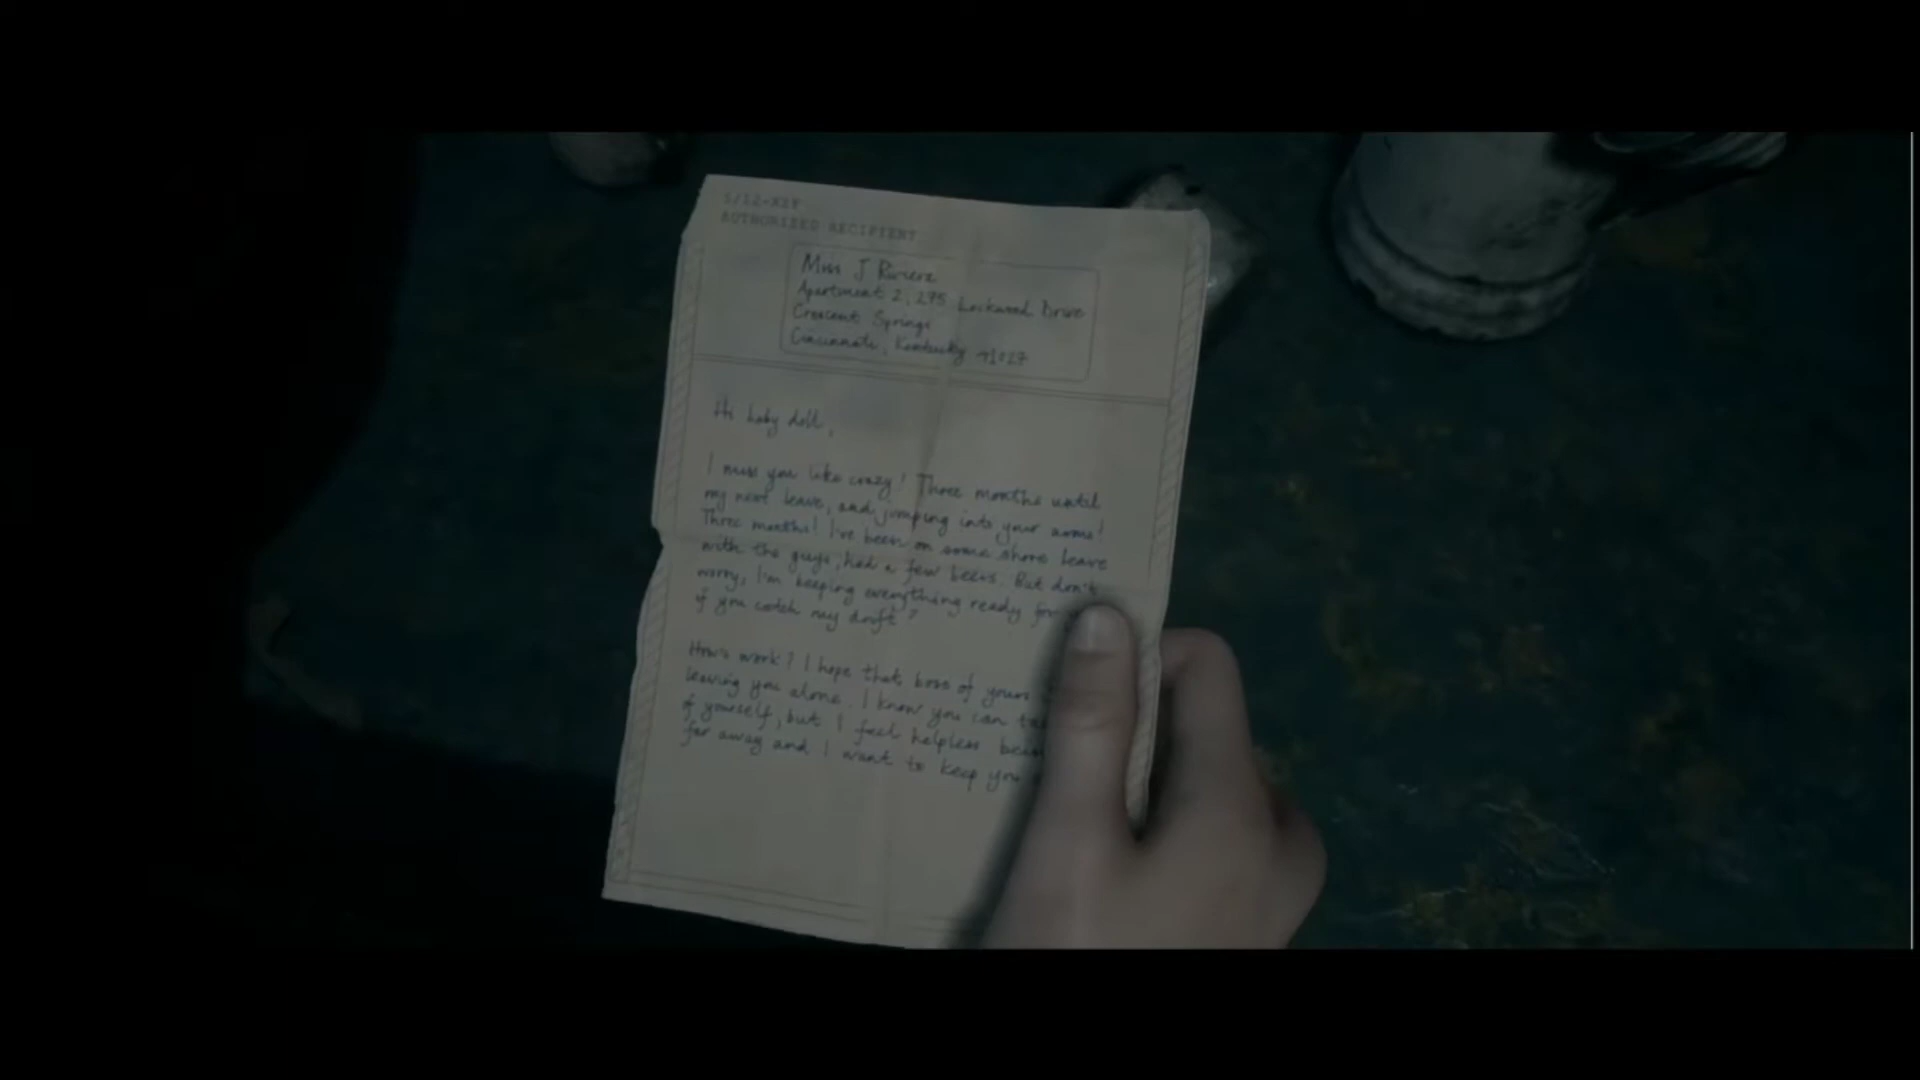 AUTHORIZED RECIPIENT
Miss J Riviera
Apartment 2, 275 Lockwood Drive
Crescent Springs
Cincinnati, Kentucky 41017
Hi baby doll,
I miss you like crazy! Three months until
my next leave, and jumping into your arms!
Three months! I've been on some shore leave
with the guys, had a few beers. But don't
worry, I'm keeping everything ready for
if you catch my drift?
How's work? I hope that boss of yours
leaving you alone. I know you can
of yourself, but I feel helpless
far away and I want to keep you